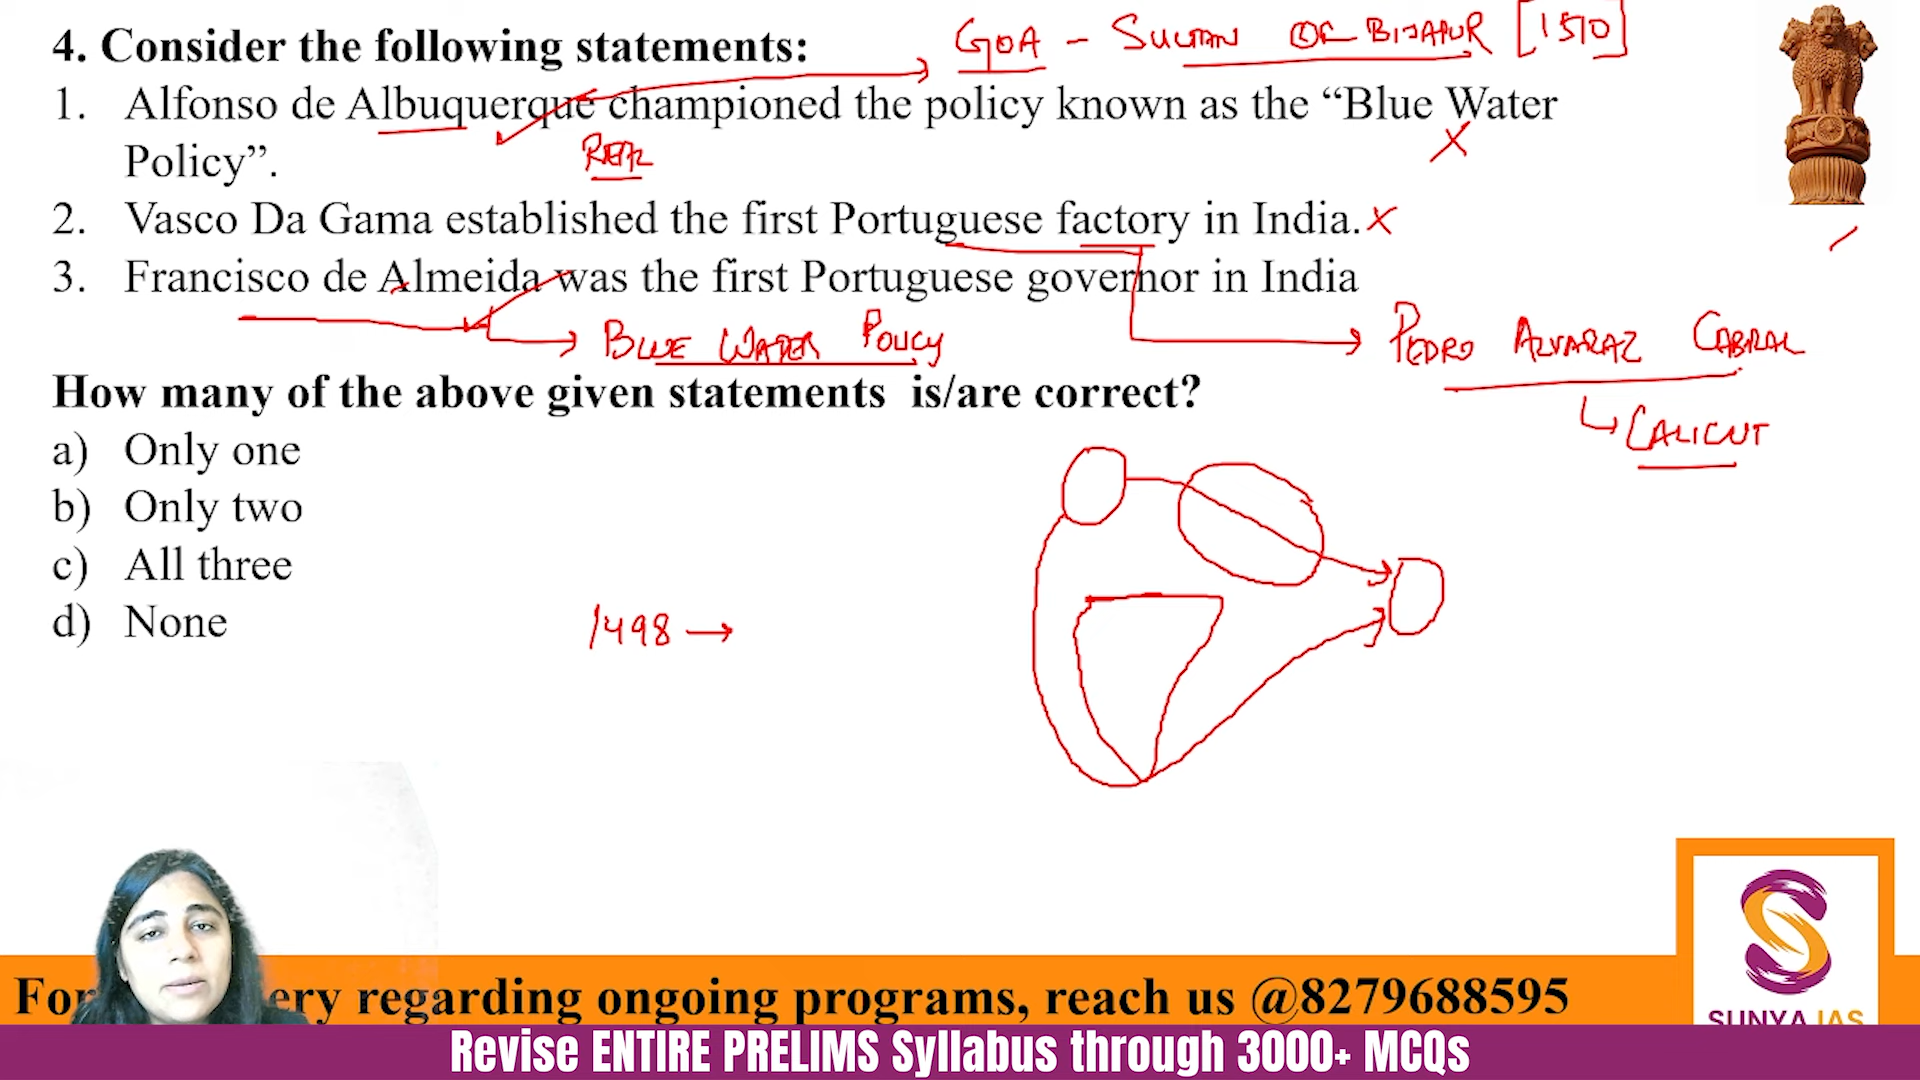 4. Consider the following statements:
GOA - SULTAN OF BIJAPUR [1510]
1. Alfonso de Albuquerque championed the policy known as the “Blue Water
Policy”.
2. Vasco Da Gama established the first Portuguese factory in India. x
3. Francisco de Almeida was the first Portuguese governor in India
BLUE WATER POLICY
PEDRO ALVARAZ CABRAL
CALICUT
How many of the above given statements is/are correct?
a) Only one
b) Only two
c) All three
d) None
1498 →
For ery regarding ongoing programs, reach us @8279688595
SUNYA IAS
Revise ENTIRE PRELIMS Syllabus through 3000+ MCQs